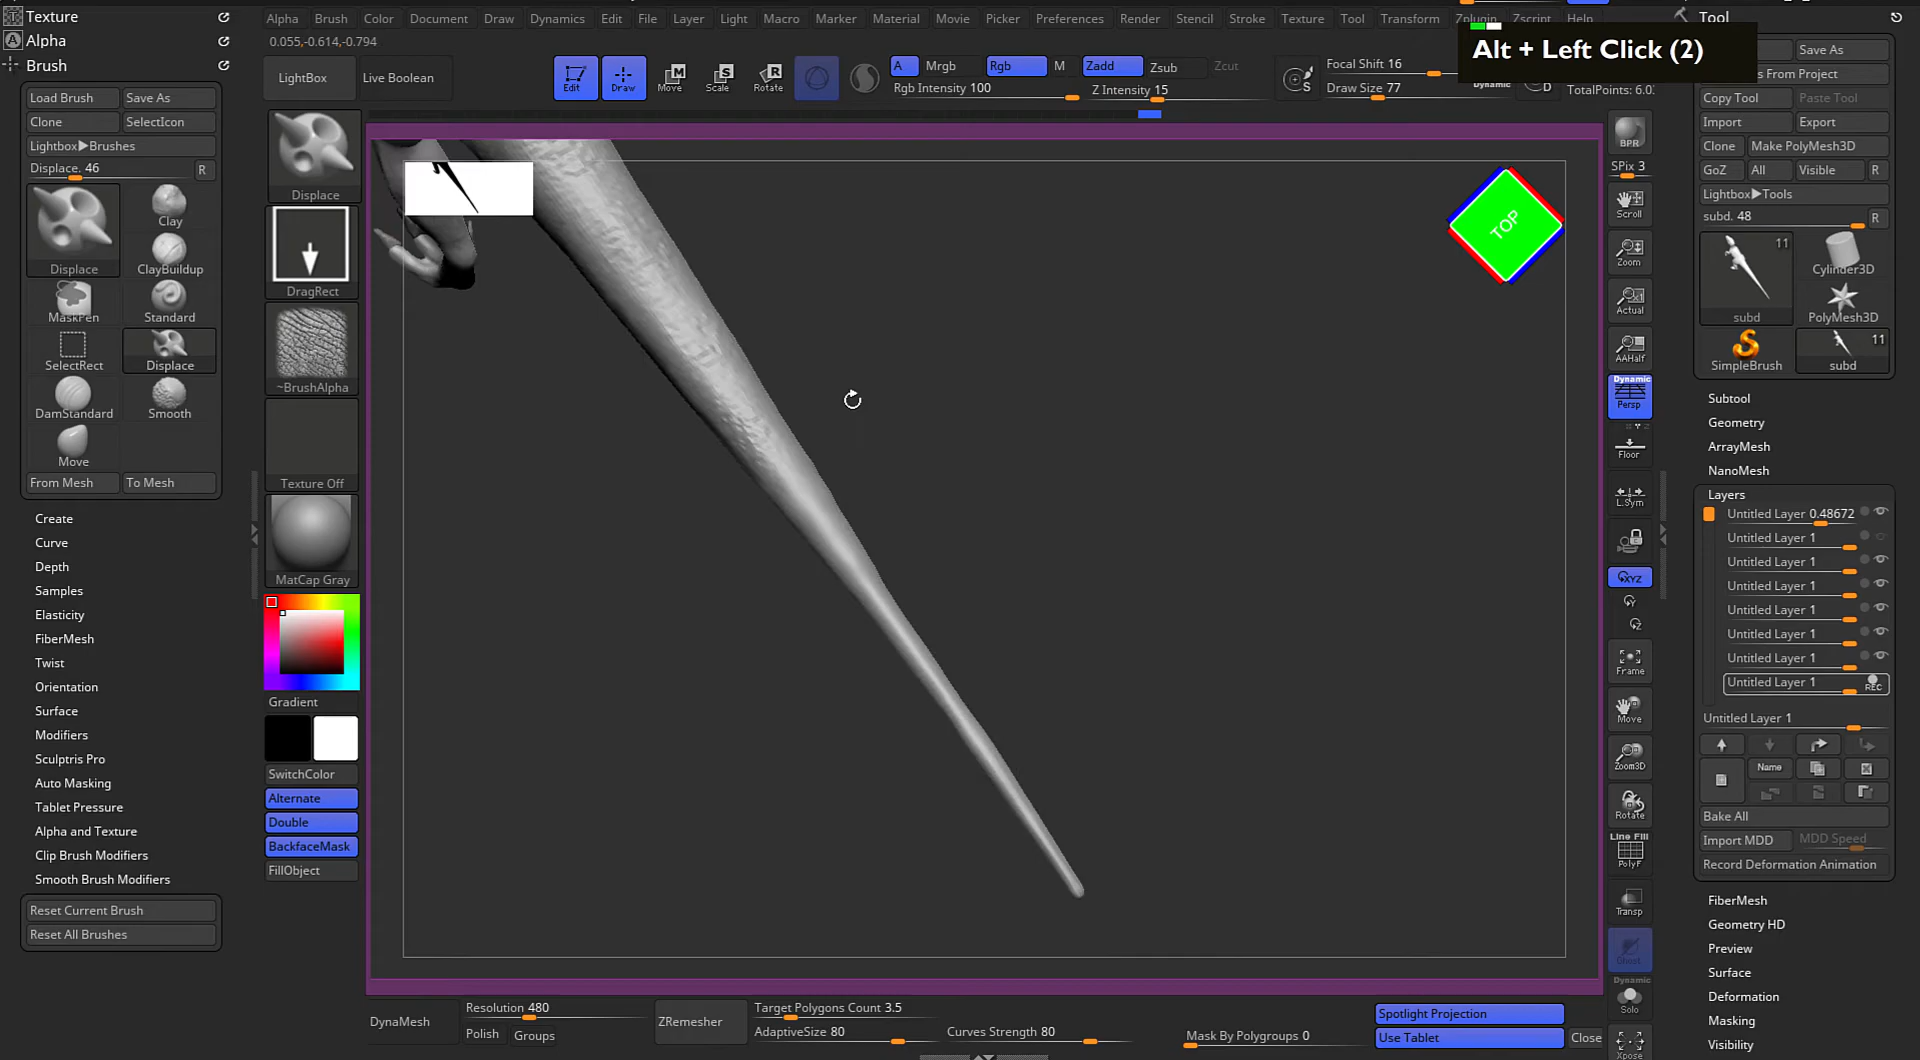 Texture
Alpha
Brush
Alpha Brush Color Document Draw Dynamics Edit File Layer Light Macro Marker Material Movie Picker Preferences Render Stencil Stroke Texture Tool Transform Zplugin Zscript Help
Tool
0.055,-0.614,-0.794
Alt + Left Click (2)
LightBox
Live Boolean
Edit
Draw
Move
Scale
Rotate
A
Mrgb
Rgb
M
Zadd
Zsub
Zcut
Rgb Intensity 100
Z Intensity 15
Focal Shift 16
Draw Size 77
Dynamic
TotalPoints: 6.0
Load Brush
Save As
Clone
SelectIcon
Lightbox▶Brushes
Displace. 46
R
Displace
Clay
ClayBuildup
MaskPen
Standard
SelectRect
Displace
DamStandard
Smooth
Move
From Mesh
To Mesh
Create
Curve
Depth
Samples
Elasticity
FiberMesh
Twist
Orientation
Surface
Modifiers
Sculptris Pro
Auto Masking
Tablet Pressure
Alpha and Texture
Clip Brush Modifiers
Smooth Brush Modifiers
Reset Current Brush
Reset All Brushes
Displace
DragRect
~BrushAlpha
Texture Off
MatCap Gray
Gradient
SwitchColor
Alternate
Double
BackfaceMask
FillObject
TOP
DynaMesh
Resolution 480
Polish
Groups
ZRemesher
Target Polygons Count 3.5
AdaptiveSize 80
Curves Strength 80
Mask By Polygroups 0
Spotlight Projection
Use Tablet
Close
BPR
SPix 3
Scroll
Zoom
Actual
AAHalf
Dynamic
Persp
Floor
L.Sym
XYZ
Y
Z
Frame
Move
Zoom3D
Rotate
Line Fill
PolyF
Transp
Ghost
Dynamic
Solo
Xpose
Save As
s From Project
Copy Tool
Paste Tool
Import
Export
Clone
Make PolyMesh3D
GoZ
All
Visible
R
Lightbox▶Tools
subd. 48
R
11
subd
Cylinder3D
PolyMesh3D
SimpleBrush
11
subd
Subtool
Geometry
ArrayMesh
NanoMesh
Layers
Untitled Layer 0.48672
Untitled Layer 1
Untitled Layer 1
Untitled Layer 1
Untitled Layer 1
Untitled Layer 1
Untitled Layer 1
Untitled Layer 1
REC
Untitled Layer 1
Name
Bake All
Import MDD
MDD Speed
Record Deformation Animation
FiberMesh
Geometry HD
Preview
Surface
Deformation
Masking
Visibility